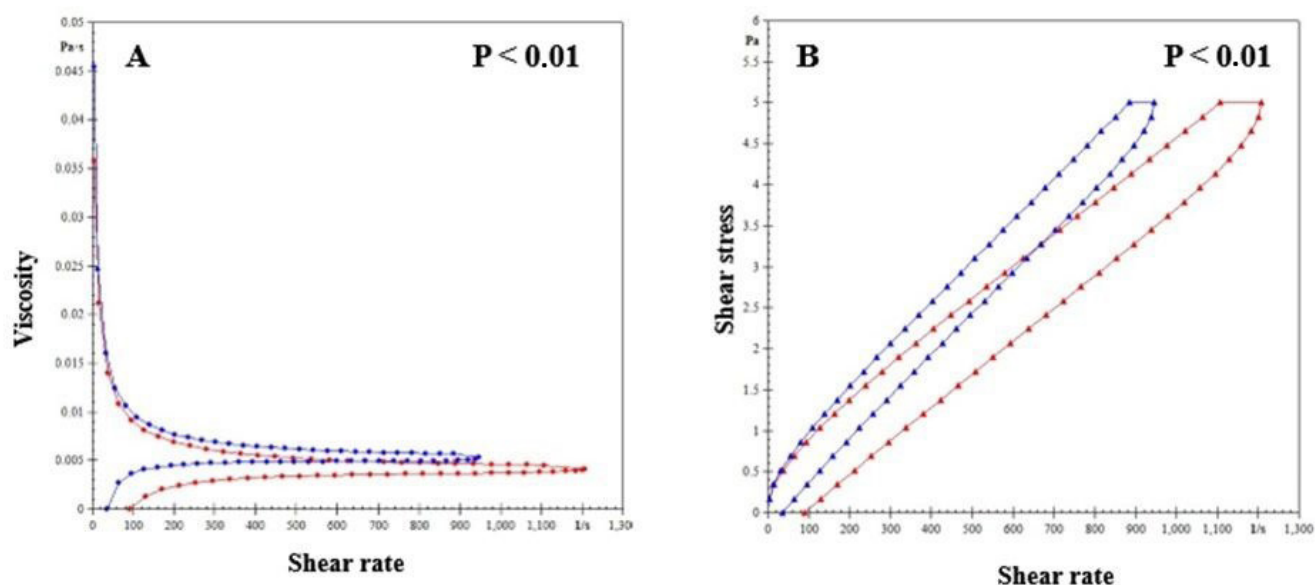 A
P < 0.01
Viscosity
Pa·s
0.05
0.045
0.04
0.035
0.03
0.025
0.02
0.015
0.01
0.005
0
0 100 200 300 400 500 600 700 800 900 1,000 1,100 1/s 1,30
Shear rate
B
P < 0.01
Shear stress
6
Pa
5.5
5
4.5
4
3.5
3
2.5
2
1.5
1
0.5
0
0 100 200 300 400 500 600 700 800 900 1,000 1,100 1/s 1,300
Shear rate